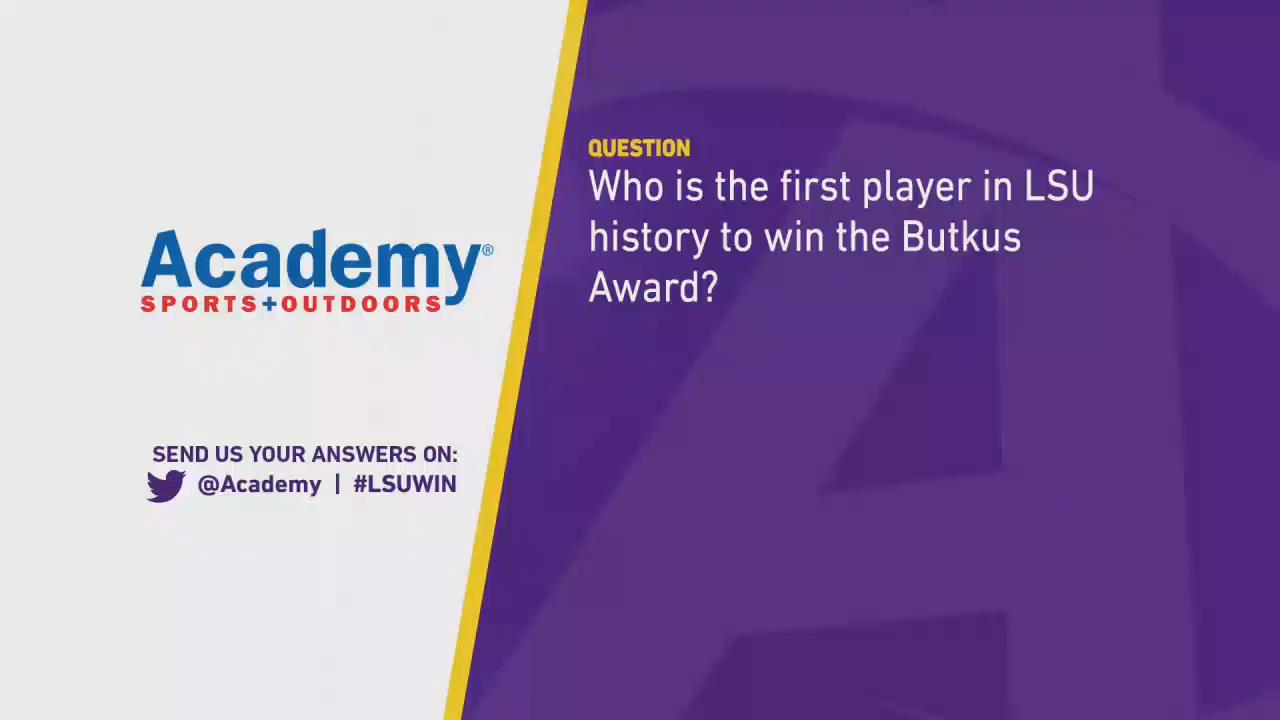 Academy®
SPORTS+OUTDOORS
SEND US YOUR ANSWERS ON:
@Academy | #LSUWIN
QUESTION
Who is the first player in LSU
history to win the Butkus
Award?